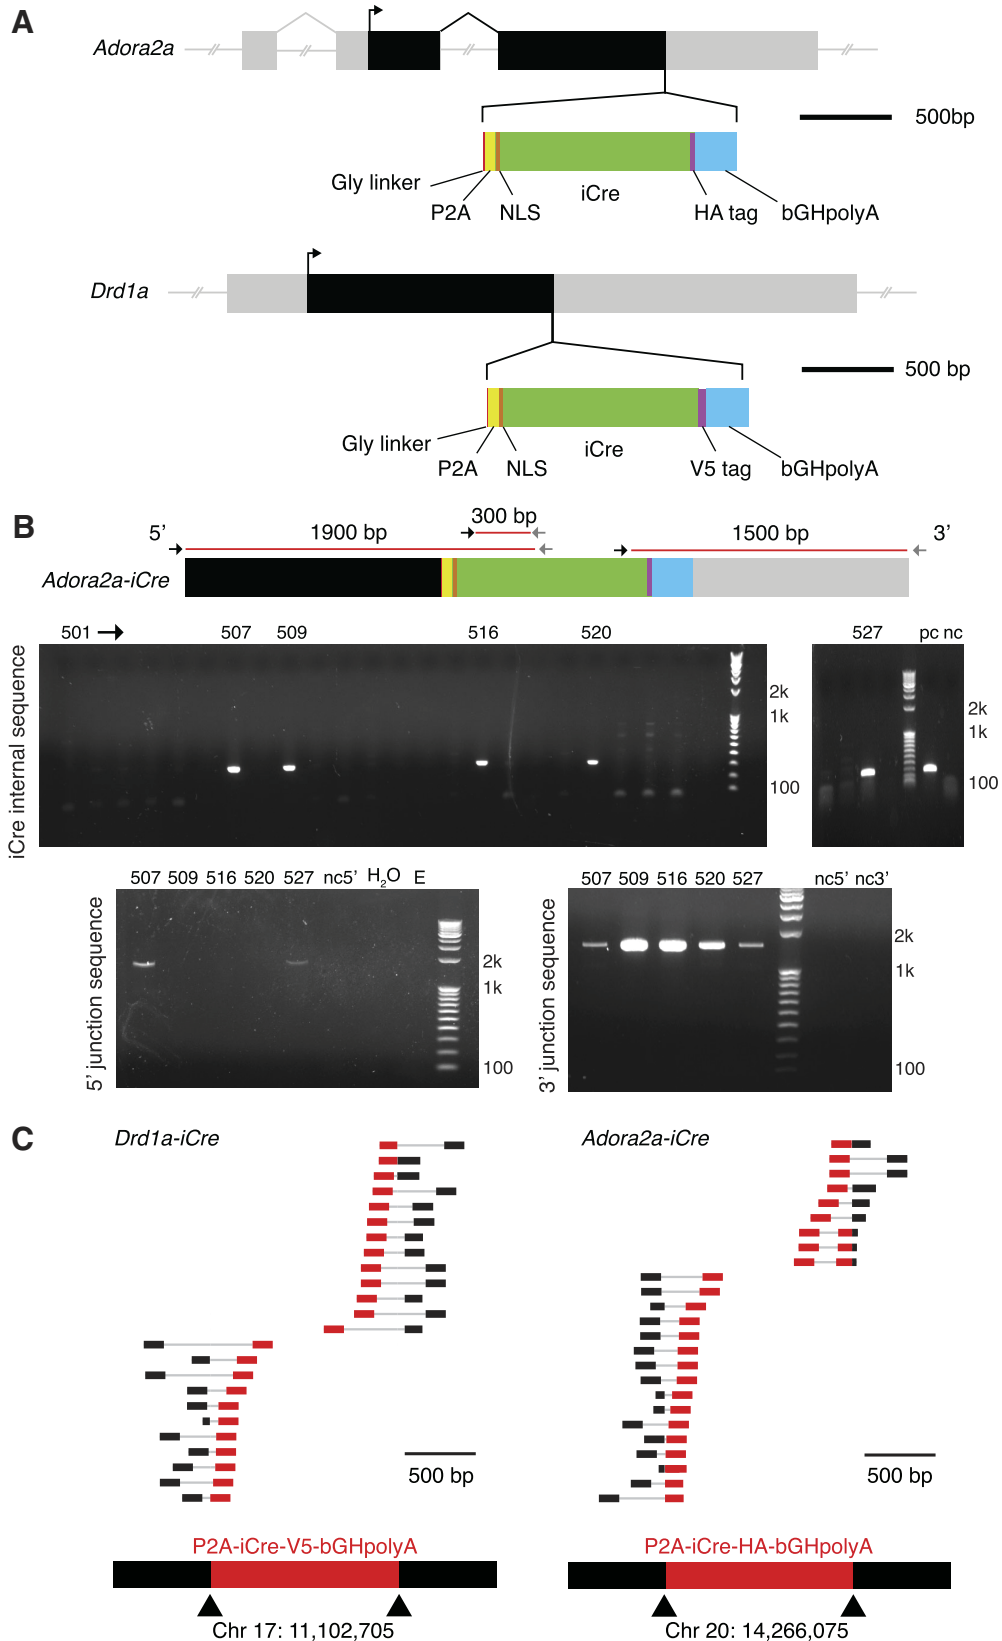 A
Adora2a
500bp
Gly linker
P2A
NLS
iCre
HA tag
bGHpolyA
Drd1a
500 bp
Gly linker
P2A
NLS
iCre
V5 tag
bGHpolyA
B
5’
1900 bp
300 bp
1500 bp
3’
Adora2a-iCre
501 507 509 516 520
527 pc nc
iCre internal sequence
2k
1k
100
2k
1k
100
507 509 516 520 527 nc5’ H2O E
5’ junction sequence
2k
1k
100
507 509 516 520 527 nc5’ nc3’
3’ junction sequence
2k
1k
100
C
Drd1a-iCre
Adora2a-iCre
500 bp
500 bp
P2A-iCre-V5-bGHpolyA
P2A-iCre-HA-bGHpolyA
Chr 17: 11,102,705
Chr 20: 14,266,075